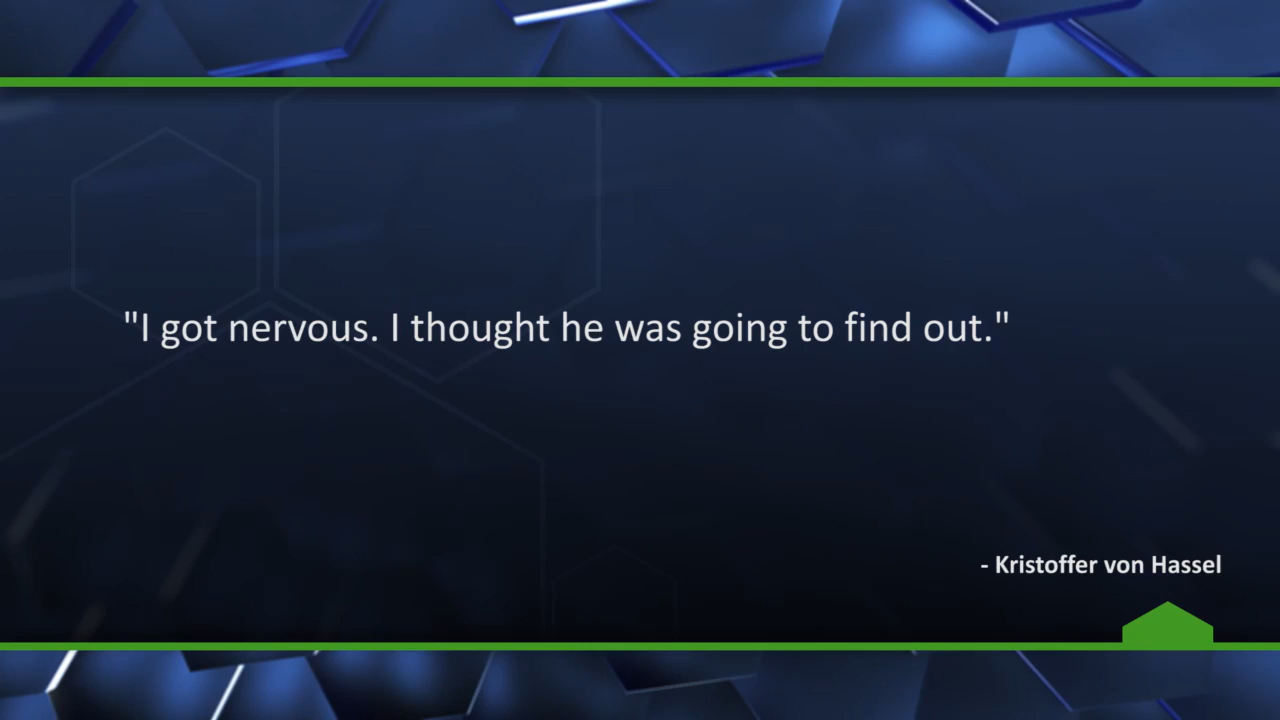 "I got nervous. I thought he was going to find out."
- Kristoffer von Hassel